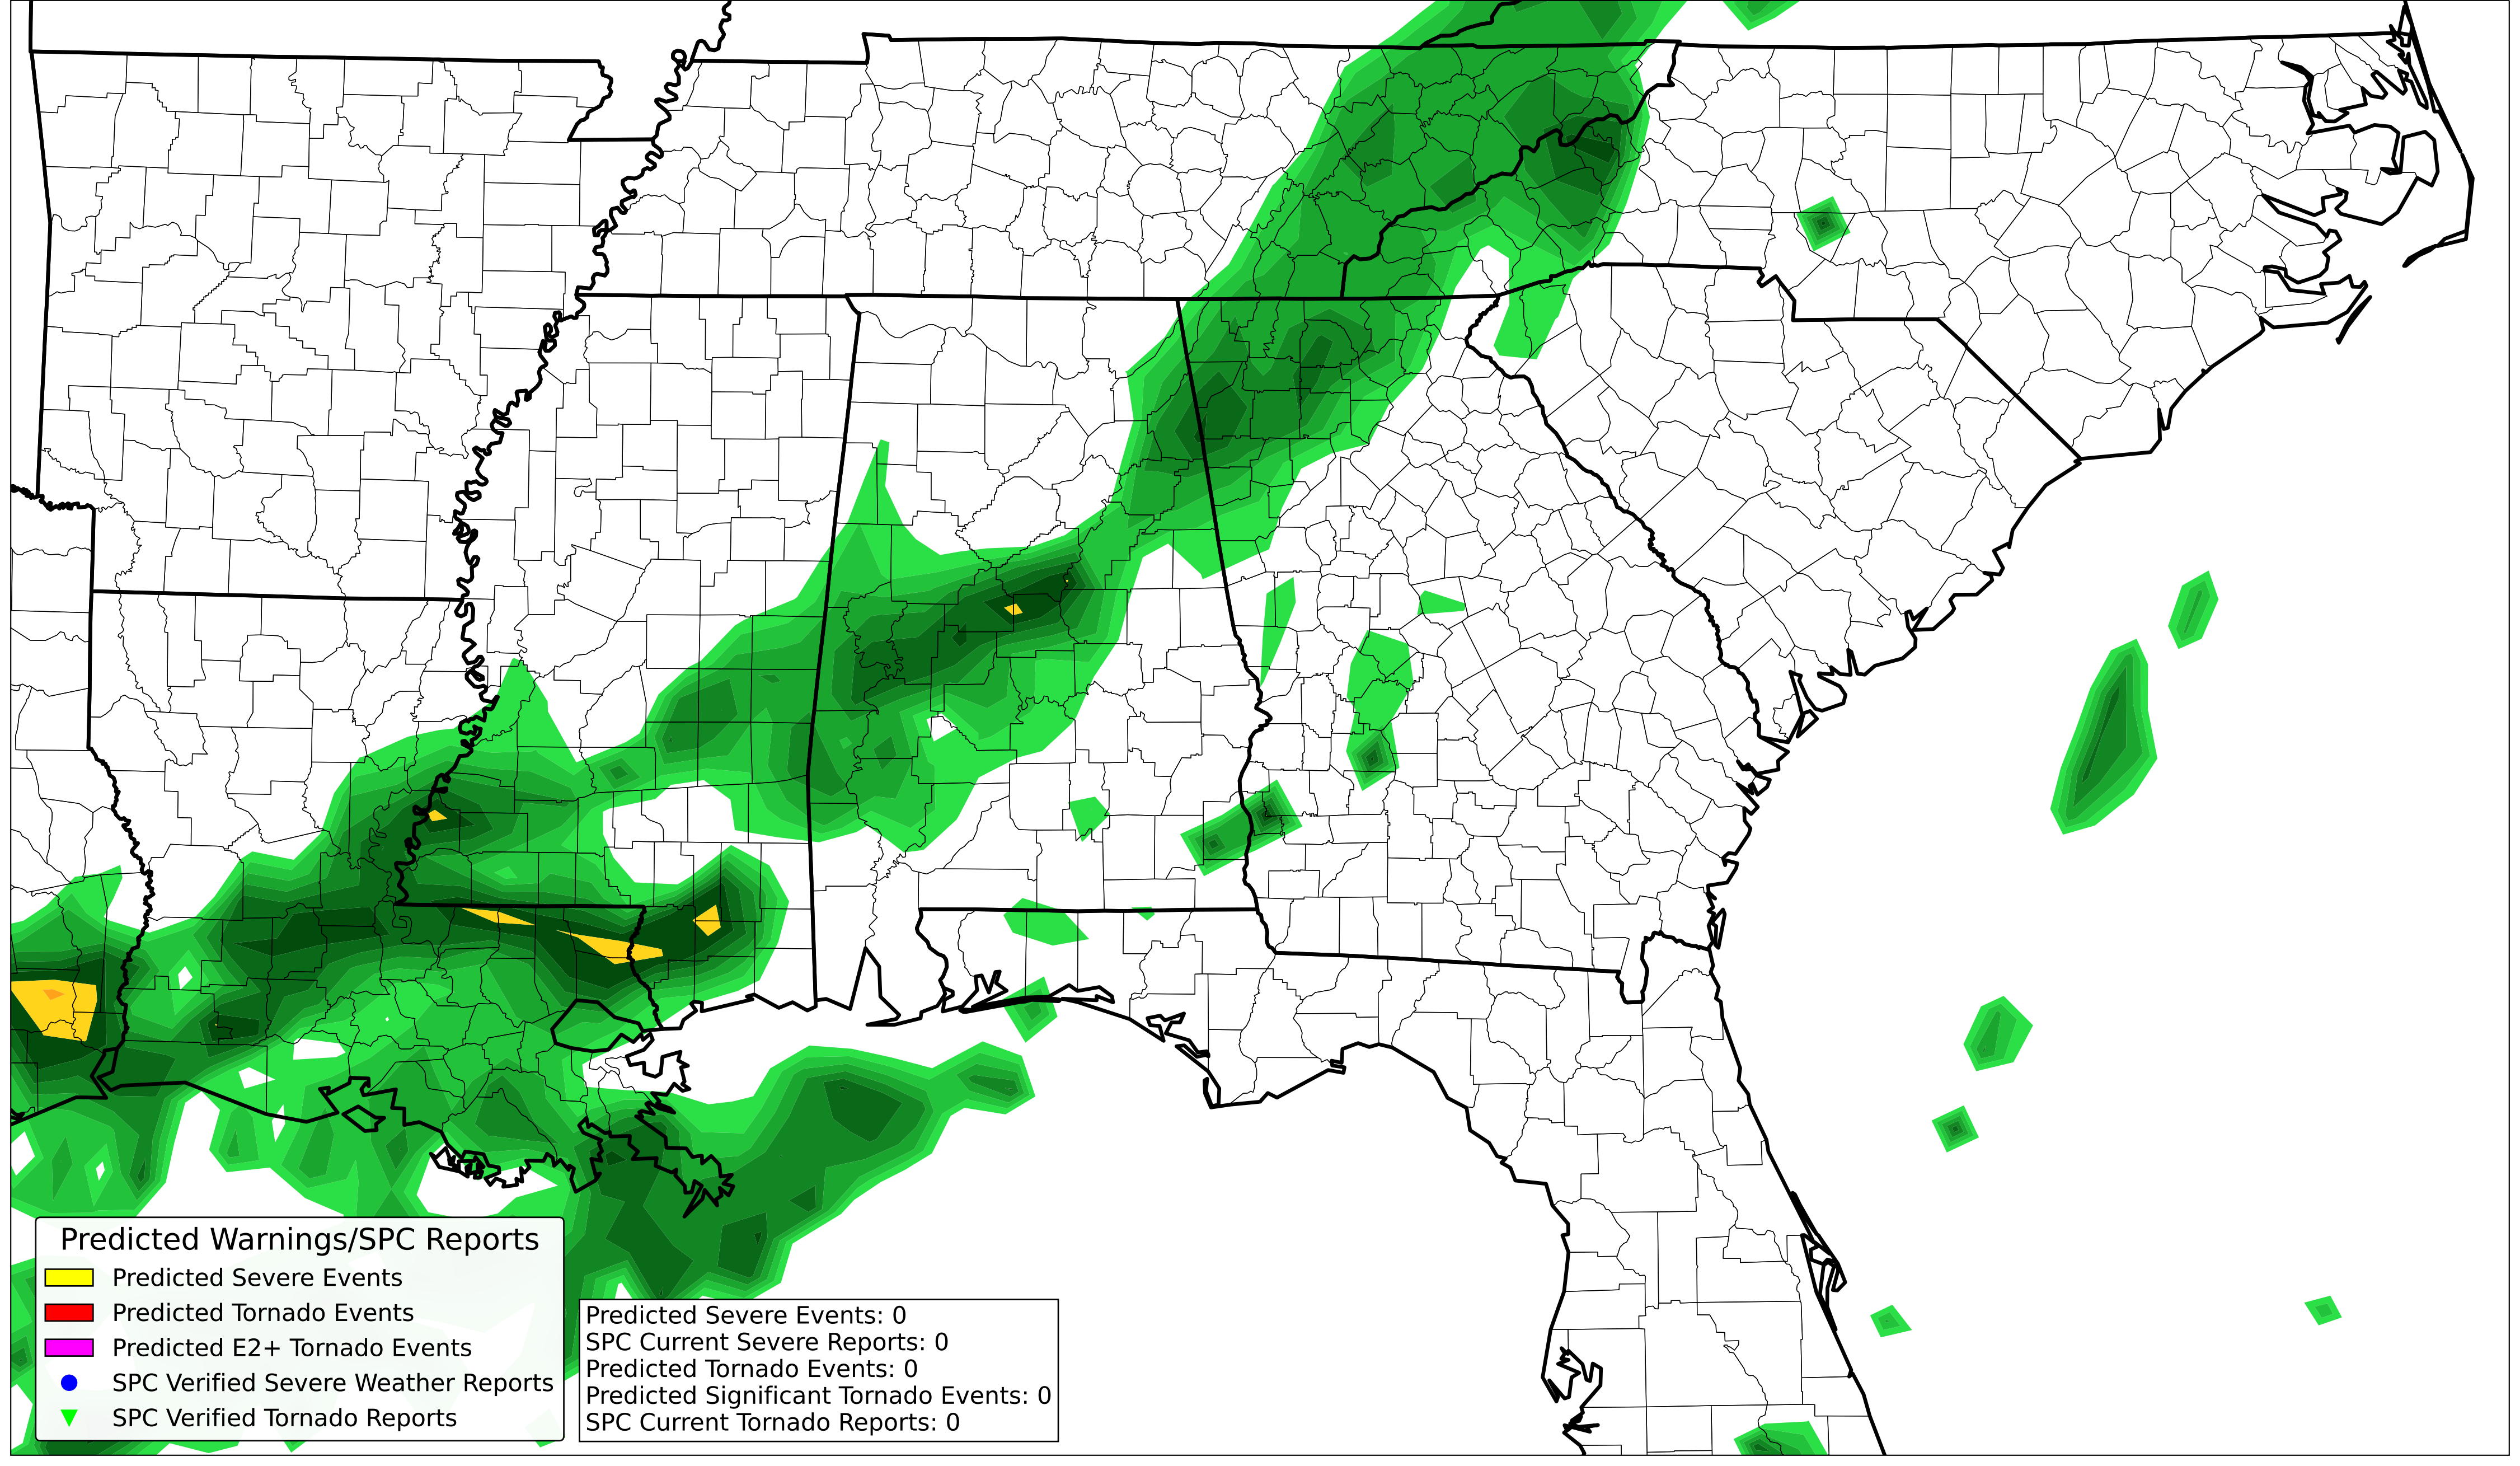 Predicted Warnings/SPC Reports
Predicted Severe Events
Predicted Tornado Events
Predicted E2+ Tornado Events
SPC Verified Severe Weather Reports
SPC Verified Tornado Reports
Predicted Severe Events: 0
SPC Current Severe Reports: 0
Predicted Tornado Events: 0
Predicted Significant Tornado Events: 0
SPC Current Tornado Reports: 0